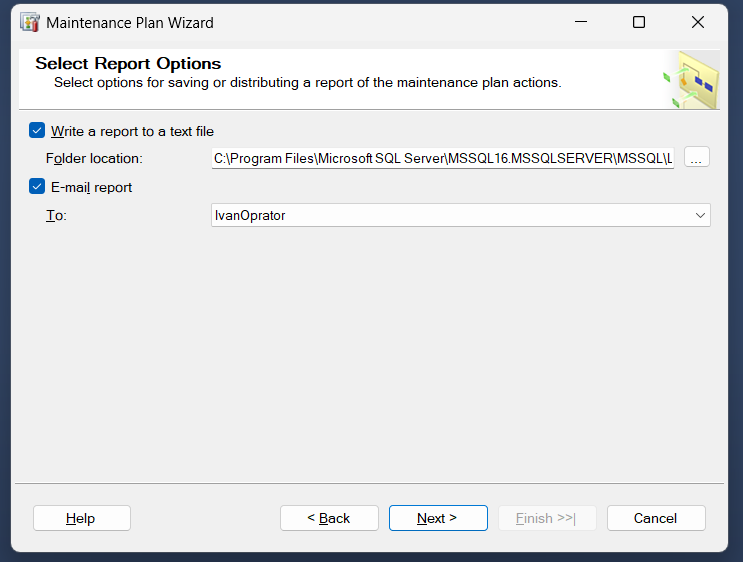 Maintenance Plan Wizard
Select Report Options
Select options for saving or distributing a report of the maintenance plan actions.
Write a report to a text file
Folder location: C:\Program Files\Microsoft SQL Server\MSSQL16.MSSQLSERVER\MSSQL\L ...
E-mail report
To: IvanOprator
Help < Back Next > Finish >>| Cancel